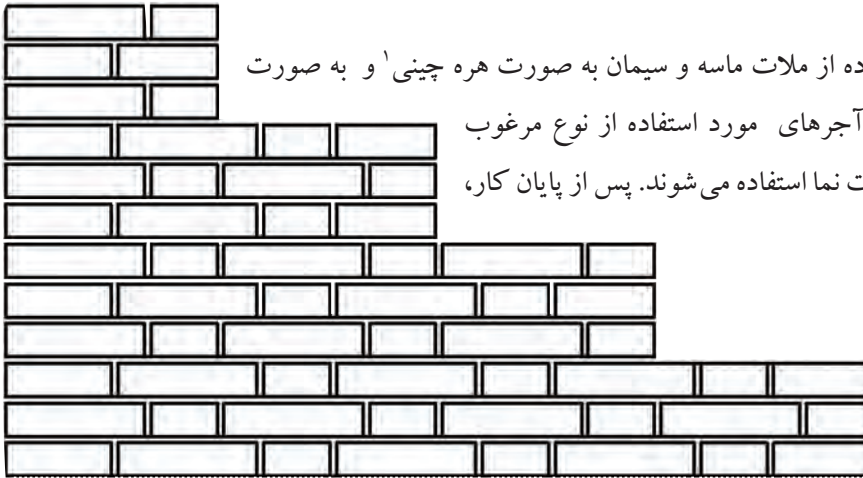 ده از ملات ماسه و سیمان به صورت هره چینی۱ و به صورت
آجرهای مورد استفاده از نوع مرغوب
ت نما استفاده می‌شوند. پس از پایان کار،